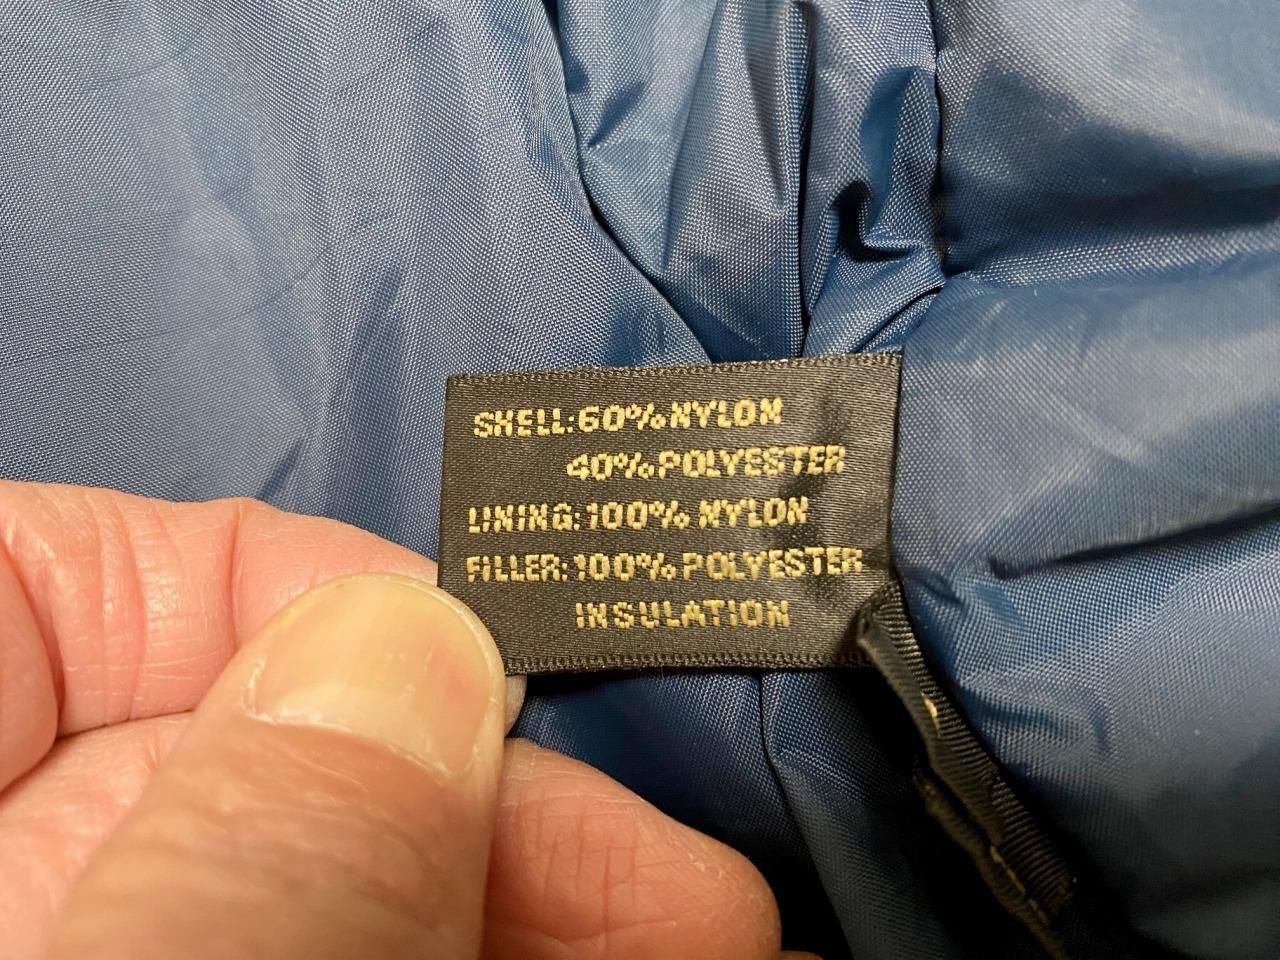 SHELL:60%NYLON
40%POLYESTER
LINING:100% NYLON
FILLER:100%POLYESTER
INSULATION